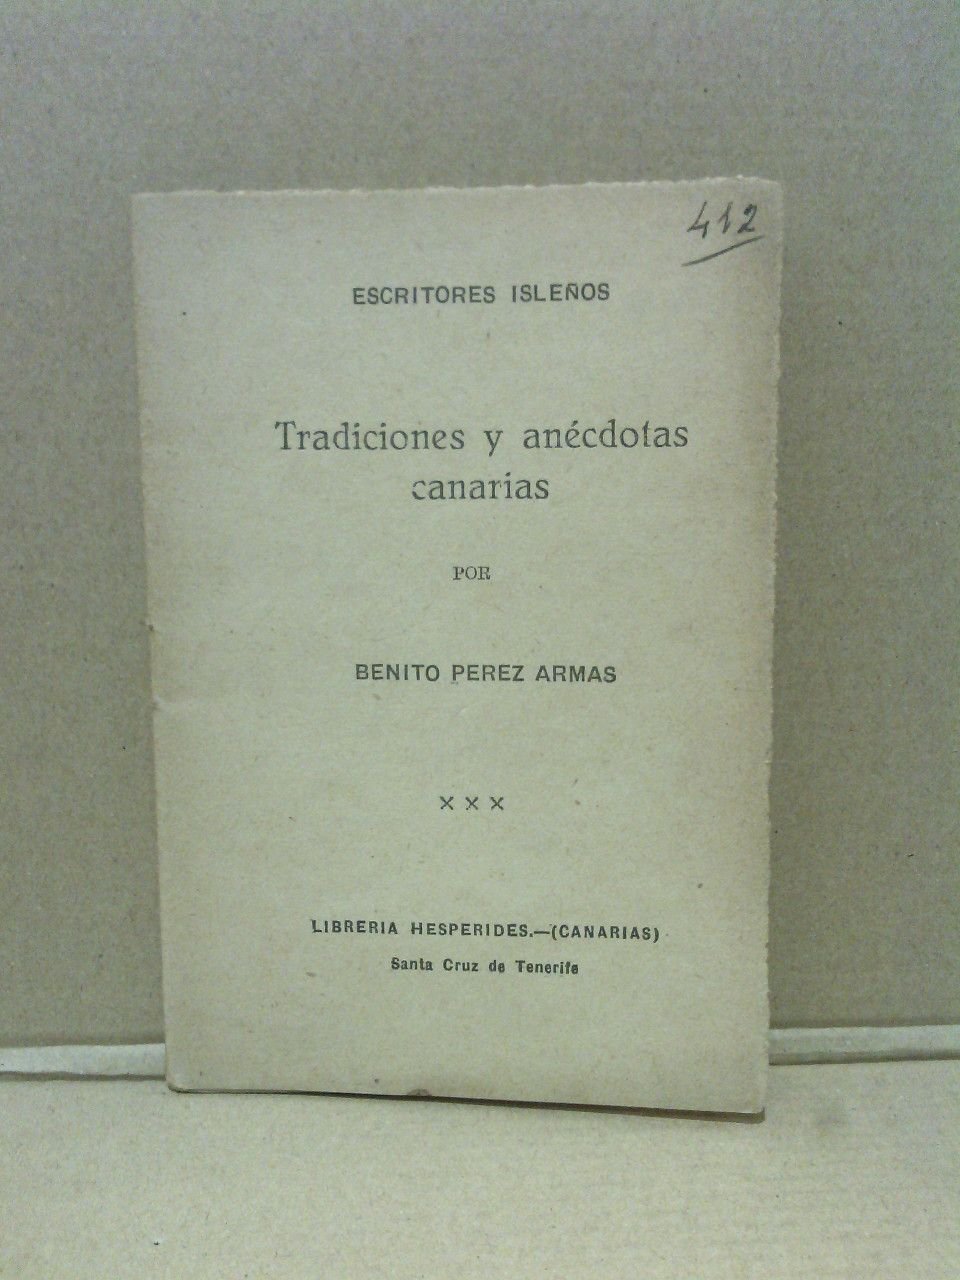 412
ESCRITORES ISLEÑOS
Tradiciones y anécdotas
canarias
POR
BENITO PEREZ ARMAS
X X X
LIBRERIA HESPERIDES.—(CANARIAS)
Santa Cruz de Tenerife